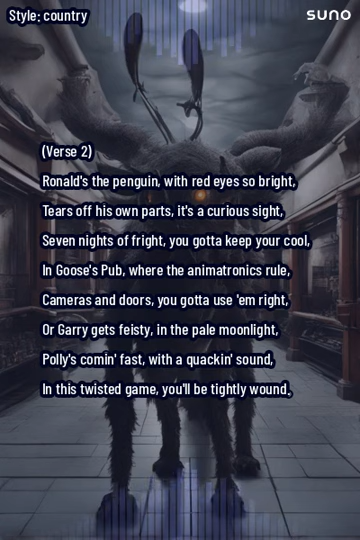 Style: country
suno
(Verse 2)
Ronald's the penguin, with red eyes so bright,
Tears off his own parts, it's a curious sight,
Seven nights of fright, you gotta keep your cool,
In Goose's Pub, where the animatronics rule,
Cameras and doors, you gotta use 'em right,
Or Garry gets feisty, in the pale moonlight,
Polly's comin' fast, with a quackin' sound,
In this twisted game, you'll be tightly wound.